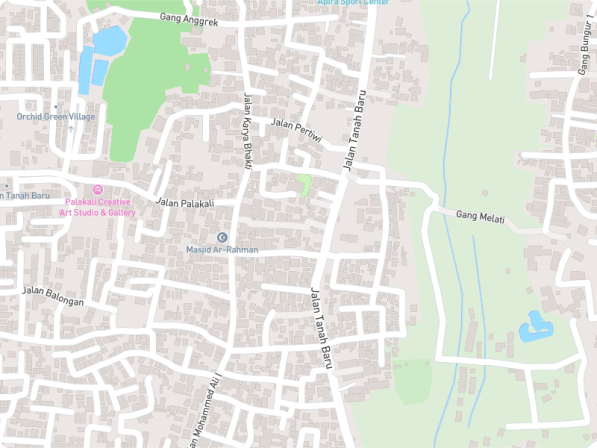 Apira Sport Center
Gang Anggrek
Gang Bungur 1
Jalan Tanah Baru
Jalan Karya Bhakti
Orchid Green Village
Jalan Pertiwi
Tanah Baru
Palakali Creative
Art Studio & Gallery
Jalan Palakali
Gang Melati
Masjid Ar-Rahman
Jalan Balongan
Jalan Tanah Baru
Mohammed Ali I